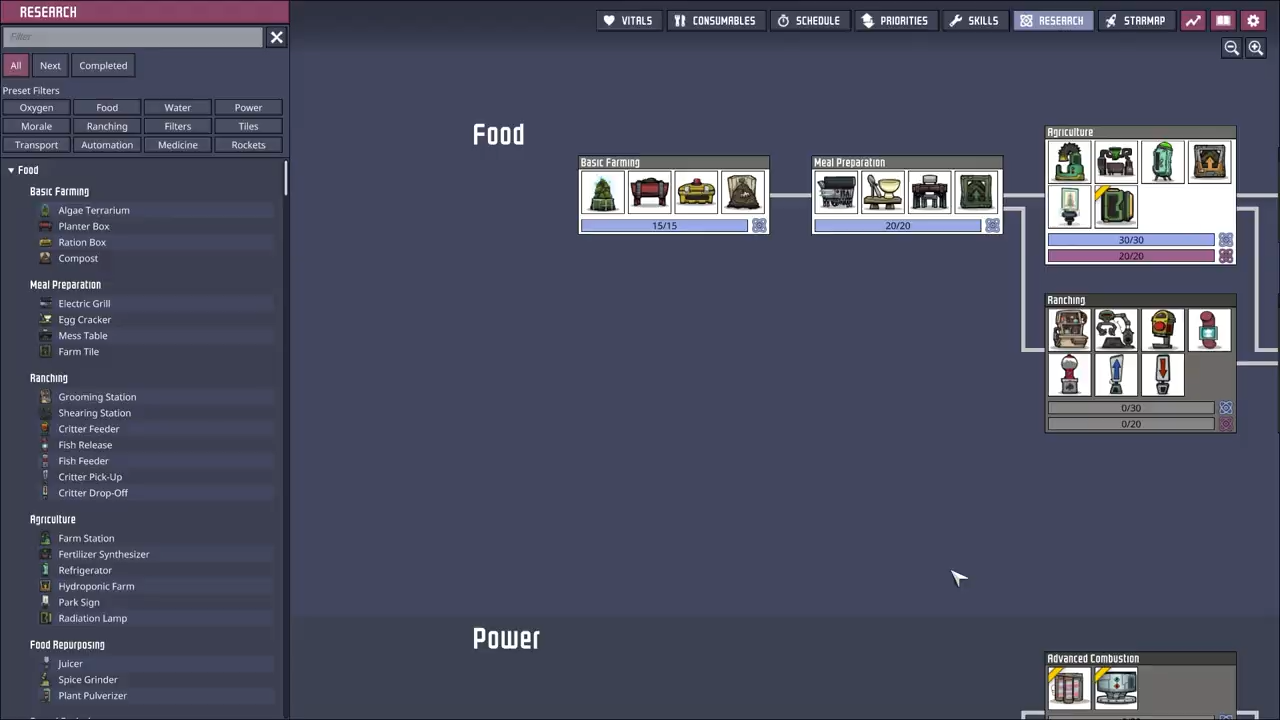 RESEARCH
VITALS
CONSUMABLES
SCHEDULE
PRIORITIES
SKILLS
RESEARCH
STARMAP
Filter
All
Next
Completed
Preset Filters
Oxygen
Food
Water
Power
Morale
Ranching
Filters
Tiles
Transport
Automation
Medicine
Rockets
Food
Basic Farming
Algae Terrarium
Planter Box
Ration Box
Compost
Meal Preparation
Electric Grill
Egg Cracker
Mess Table
Farm Tile
Ranching
Grooming Station
Shearing Station
Critter Feeder
Fish Release
Fish Feeder
Critter Pick-Up
Critter Drop-Off
Agriculture
Farm Station
Fertilizer Synthesizer
Refrigerator
Hydroponic Farm
Park Sign
Radiation Lamp
Food Repurposing
Juicer
Spice Grinder
Plant Pulverizer
Food
Basic Farming
15/15
Meal Preparation
20/20
Agriculture
30/30
20/20
Ranching
0/30
0/20
Power
Advanced Combustion